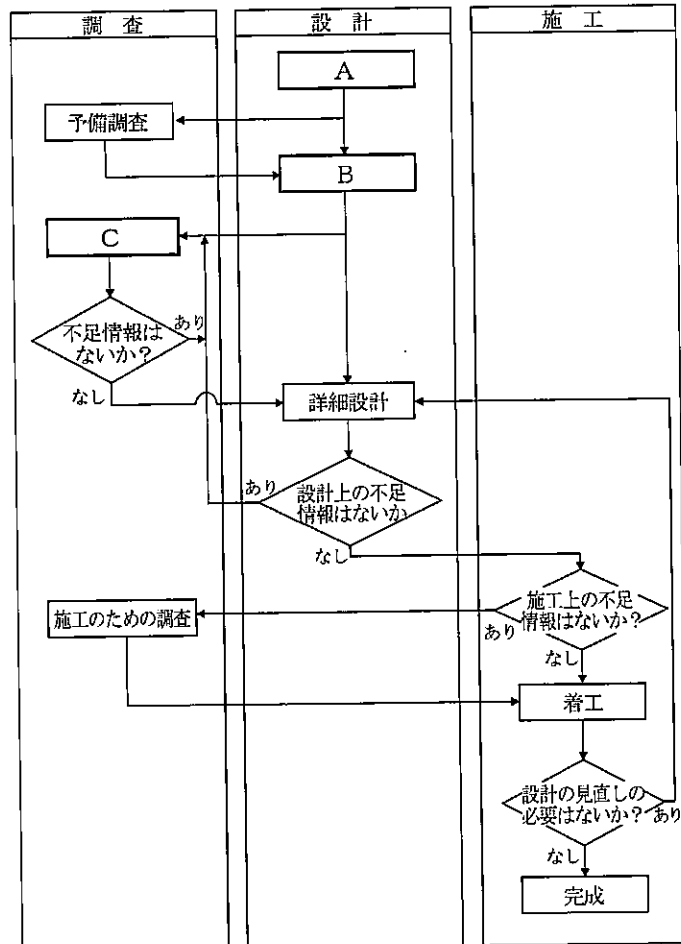 調 査
設 計
施 工
A
予備調査
B
C
不足情報は
ないか？
あり
なし
詳細設計
設計上の不足
情報はないか
あり
なし
施工上の不足
情報はないか？
あり
なし
施工のための調査
着工
設計の見直しの
必要はないか？
あり
なし
完成